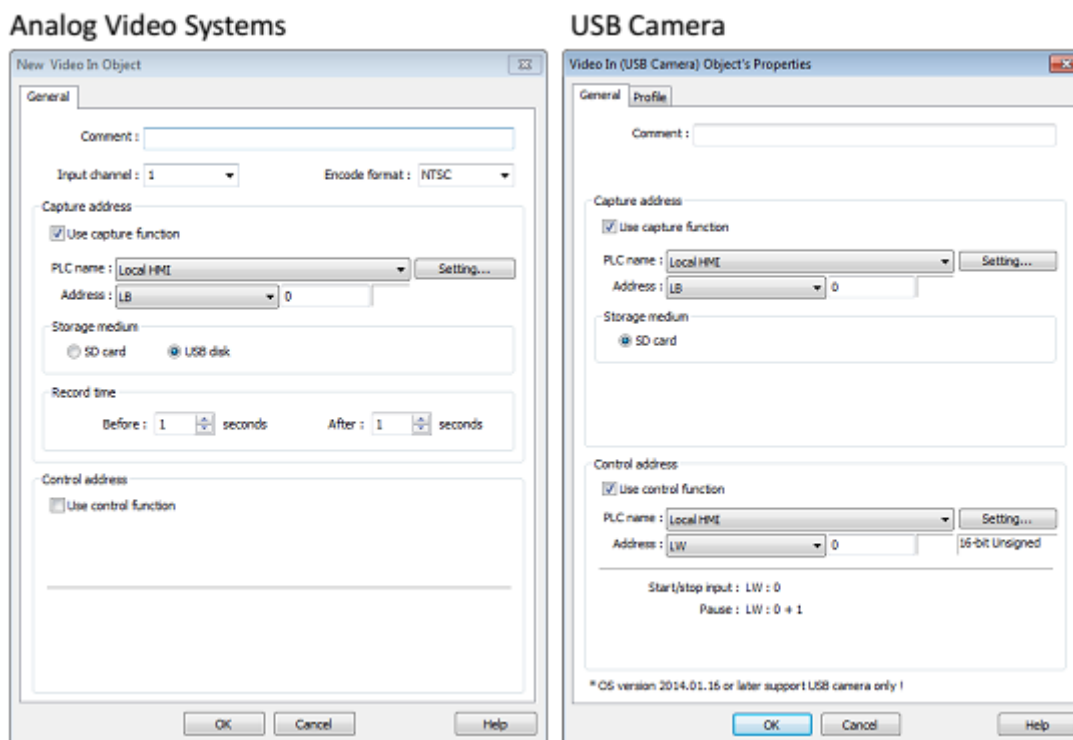 Analog Video Systems
New Video In Object
General
Comment :
Input channel : 1 Encode format : NTSC
Capture address
Use capture function
PLC name : Local HMI Setting...
Address : LB 0
Storage medium
SD card USB disk
Record time
Before : 1 seconds After : 1 seconds
Control address
Use control function
OK Cancel Help
USB Camera
Video In (USB Camera) Object's Properties
General Profile
Comment :
Capture address
Use capture function
PLC name : Local HMI Setting...
Address : LB 0
Storage medium
SD card
Control address
Use control function
PLC name : Local HMI Setting...
Address : LW 0 16-bit Unsigned
Start/stop input : LW : 0
Pause : LW : 0 + 1
* OS version 2014.01.16 or later support USB camera only !
OK Cancel Help